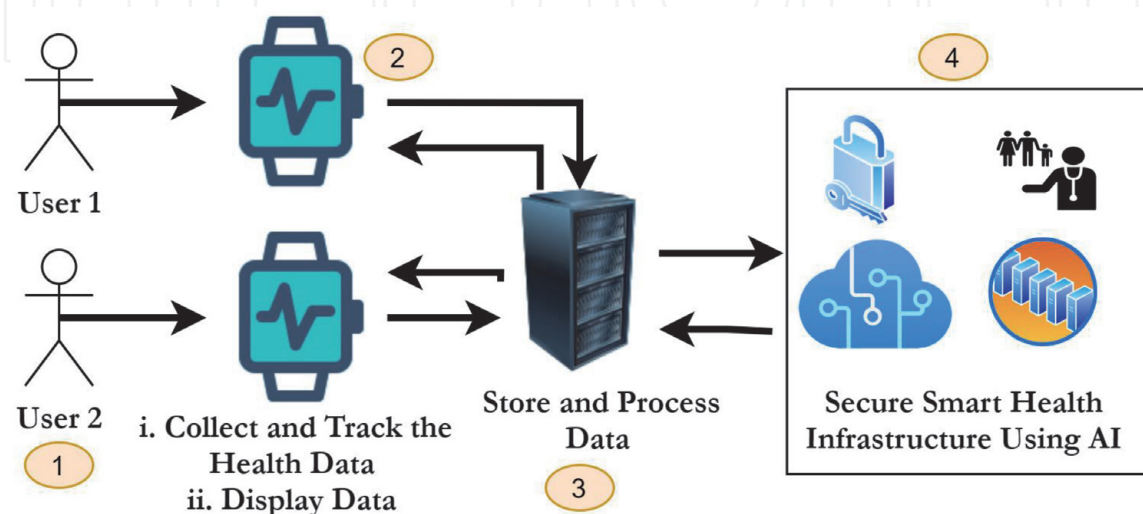 2
4
User 1
User 2
1
i. Collect and Track the
Health Data
ii. Display Data
Store and Process
Data
3
Secure Smart Health
Infrastructure Using AI